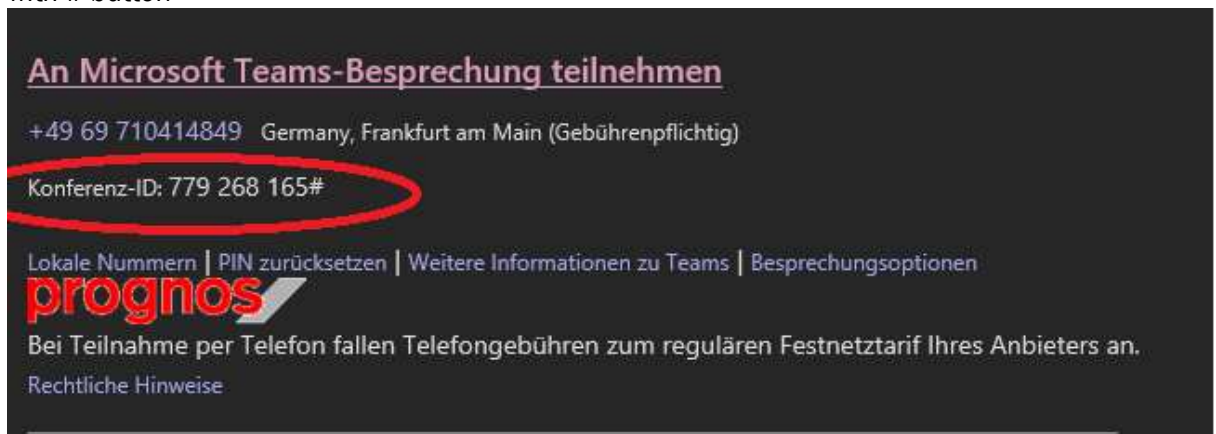 with # button
An Microsoft Teams-Besprechung teilnehmen
+49 69 710414849 Germany, Frankfurt am Main (Gebührenpflichtig)
Konferenz-ID: 779 268 165#
Lokale Nummern | PIN zurücksetzen | Weitere Informationen zu Teams | Besprechungsoptionen
prognos
Bei Teilnahme per Telefon fallen Telefongebühren zum regulären Festnetztarif Ihres Anbieters an.
Rechtliche Hinweise